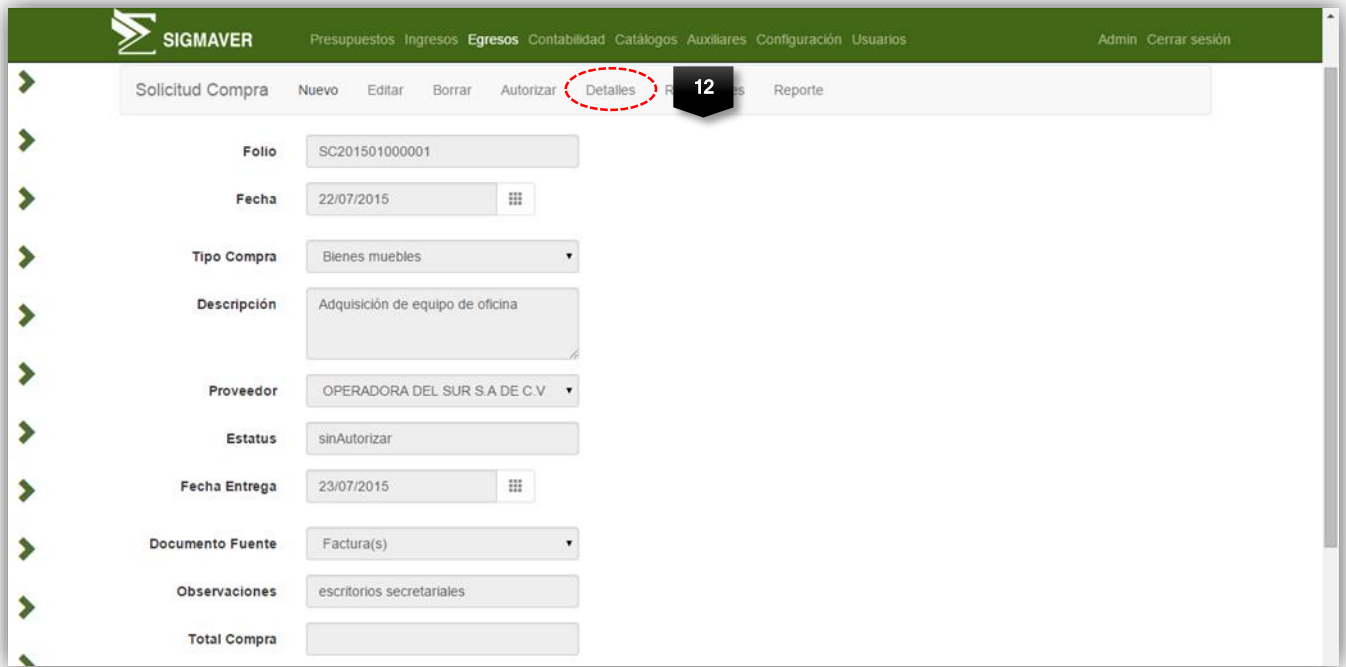 SIGMAVER Presupuestos Ingresos Egresos Contabilidad Catálogos Auxiliares Configuración Usuarios Admin Cerrar sesión
Solicitud Compra Nuevo Editar Borrar Autorizar Detalles 12 Reporte
Folio SC201501000001
Fecha 22/07/2015
Tipo Compra Bienes muebles
Descripción Adquisición de equipo de oficina
Proveedor OPERADORA DEL SUR S.A DE C.V
Estatus sinAutorizar
Fecha Entrega 23/07/2015
Documento Fuente Factura(s)
Observaciones escritorios secretariales
Total Compra